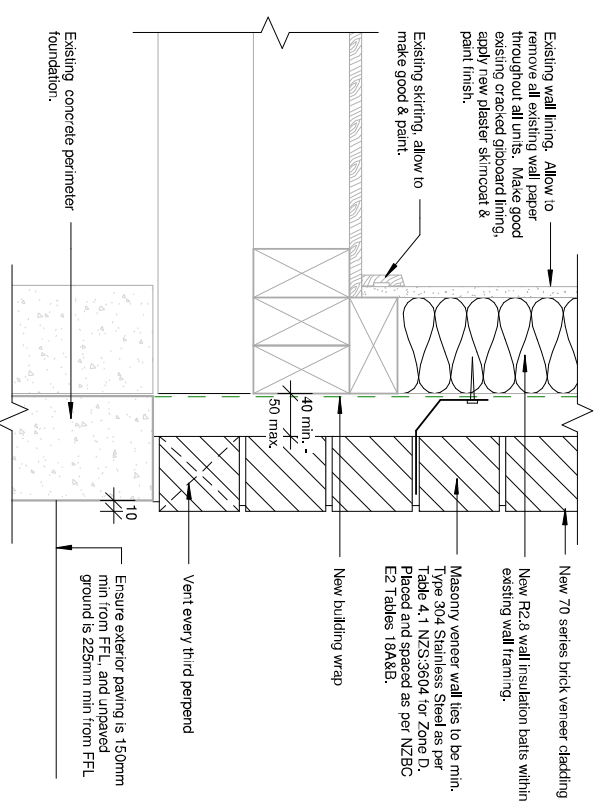 Existing wall lining.  Allow to
remove all existing wall paper
throughout all units.  Make good
existing cracked gibboard lining,
apply new plaster skimcoat &
paint finish.
Existing skirting, allow to
make good & paint.
Existing concrete perimeter
foundation.
40 min. -
50 max.
10
New 70 series brick veneer cladding
New R2.8 wall insulation batts within
existing wall framing.
Masonry veneer wall ties to be min.
Type 304 Stainless Steel as per
Table 4.1 NZS:3604 for Zone D.
Placed and spaced as per NZBC
E2 Tables 18A&B.
New building wrap
Vent every third perpend
Ensure exterior paving is 150mm
min from FFL, and unpaved
ground is 225mm min from FFL